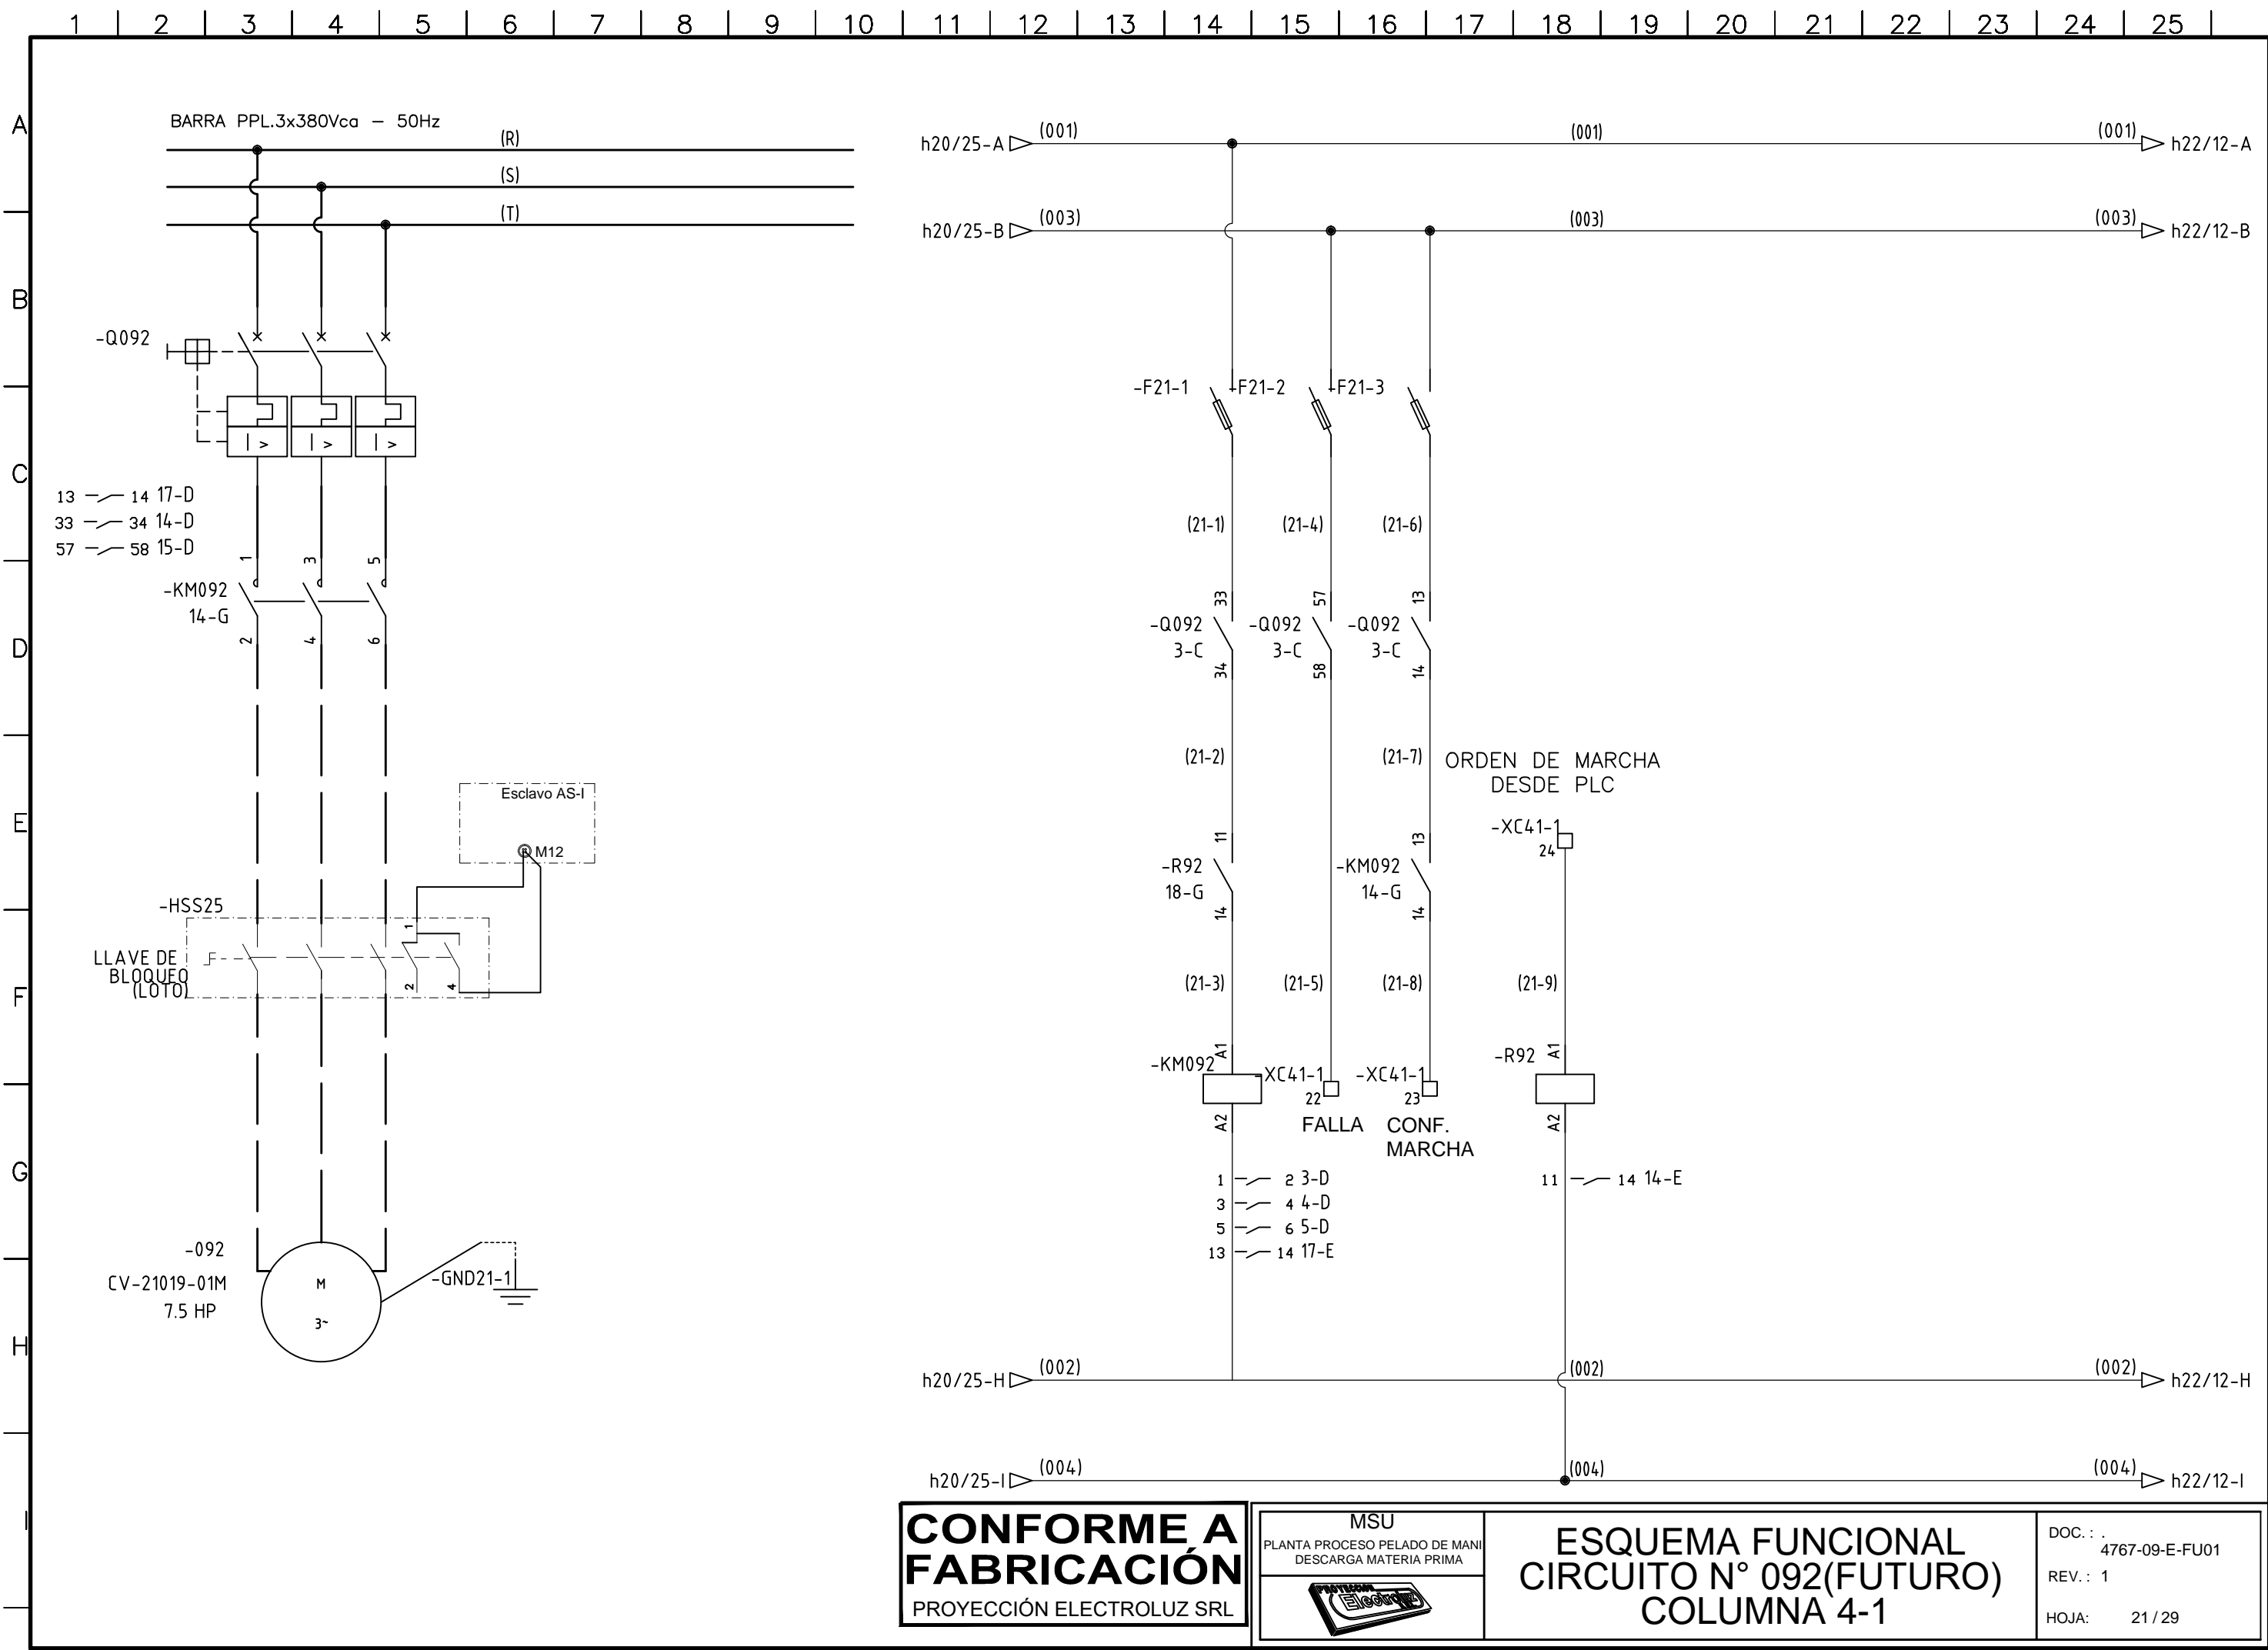 1 2 3 4 5 6 7 8 9 10 11 12 13 14 15 16 17 18 19 20 21 22 23 24 25
A
B
C
D
E
F
G
H
I
BARRA PPL.3x380Vca - 50Hz
(R)
(S)
(T)
-Q092
I > I > I >
13 14 17-D
33 34 14-D
57 58 15-D
1 3 5
-KM092
14-G
2 4 6
Esclavo AS-I
M12
-HSS25
1
LLAVE DE
BLOQUEO
(LOTO)
2 4
-092
CV-21019-01M
7.5 HP
M
3~
-GND21-1
h20/25-A (001) (001) (001) h22/12-A
h20/25-B (003) (003) (003) h22/12-B
-F21-1 -F21-2 -F21-3
(21-1) (21-4) (21-6)
33 57 13
-Q092 -Q092 -Q092
3-C 3-C 3-C
34 58 14
(21-2) (21-7)
ORDEN DE MARCHA
DESDE PLC
-XC41-1
24
11 13
-R92 -KM092
18-G 14-G
14 14
(21-3) (21-5) (21-8) (21-9)
A1 A1
-KM092 -XC41-1 -XC41-1 -R92
22 23
A2 A2
FALLA CONF.
MARCHA
1 2 3-D
3 4 4-D
5 6 5-D
13 14 17-E
11 14 14-E
h20/25-H (002) (002) (002) h22/12-H
h20/25-I (004) (004) (004) h22/12-I
CONFORME A
FABRICACIÓN
PROYECCIÓN ELECTROLUZ SRL
MSU
PLANTA PROCESO PELADO DE MANI
DESCARGA MATERIA PRIMA
PROYECCION
Electroluz
ESQUEMA FUNCIONAL
CIRCUITO N° 092(FUTURO)
COLUMNA 4-1
DOC. : .
4767-09-E-FU01
REV. : 1
HOJA: 21 / 29